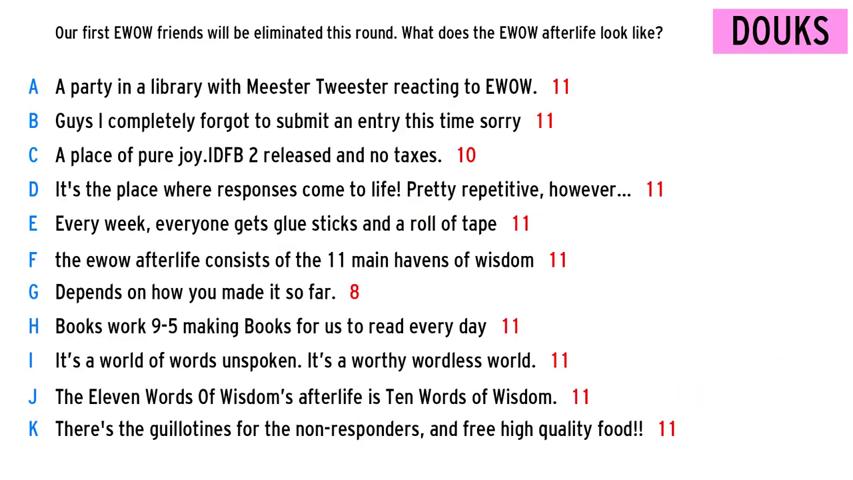 Our first EWOW friends will be eliminated this round. What does the EWOW afterlife look like?
DOUKS
A A party in a library with Meester Tweester reacting to EWOW. 11
B Guys I completely forgot to submit an entry this time sorry 11
C A place of pure joy.IDFB 2 released and no taxes. 10
D It's the place where responses come to life! Pretty repetitive, however... 11
E Every week, everyone gets glue sticks and a roll of tape 11
F the ewow afterlife consists of the 11 main havens of wisdom 11
G Depends on how you made it so far. 8
H Books work 9-5 making Books for us to read every day 11
I It’s a world of words unspoken. It’s a worthy wordless world. 11
J The Eleven Words Of Wisdom’s afterlife is Ten Words of Wisdom. 11
K There's the guillotines for the non-responders, and free high quality food!! 11